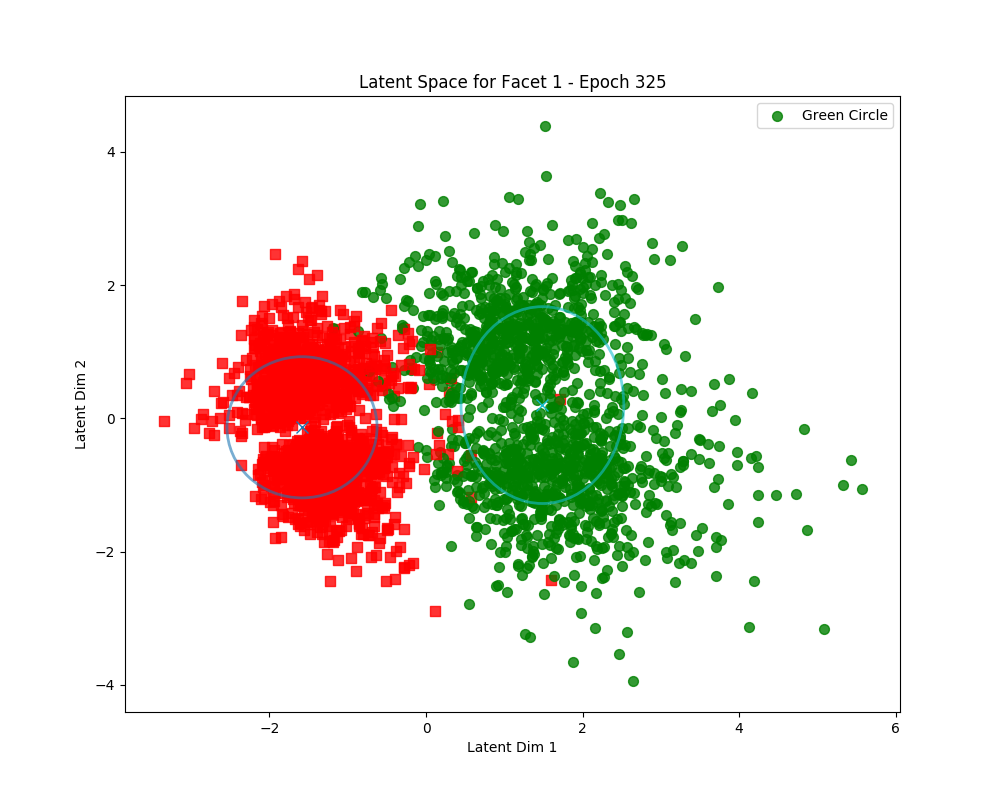 Latent Space for Facet 1 - Epoch 325
Green Circle
4
2
0
−2
−4
Latent Dim 2
−2 0 2 4 6
Latent Dim 1